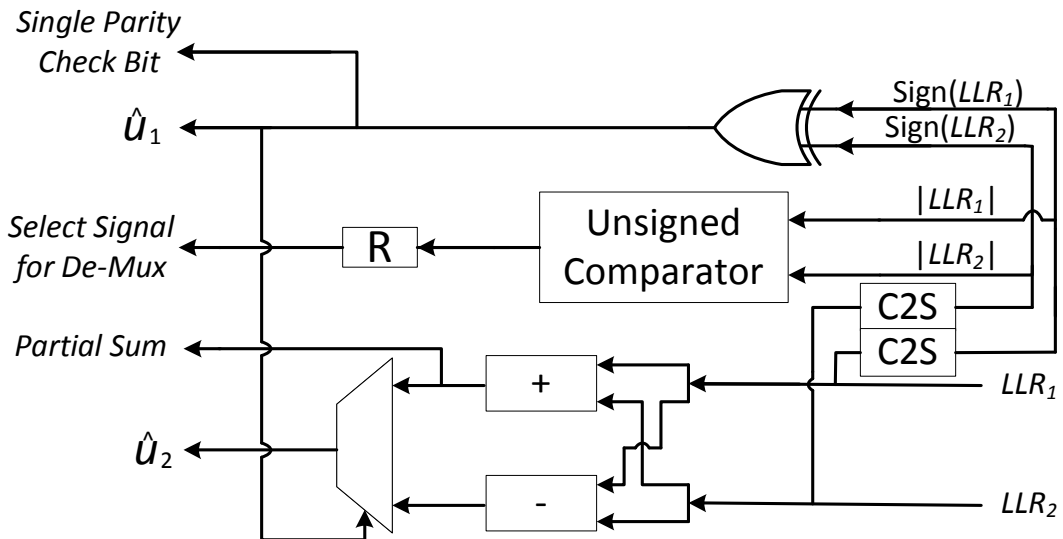 Single Parity
Check Bit
û₁
Sign(LLR₁)
Sign(LLR₂)
Select Signal
for De-Mux
R
Unsigned
Comparator
|LLR₁|
|LLR₂|
C2S
C2S
Partial Sum
+
LLR₁
û₂
-
LLR₂